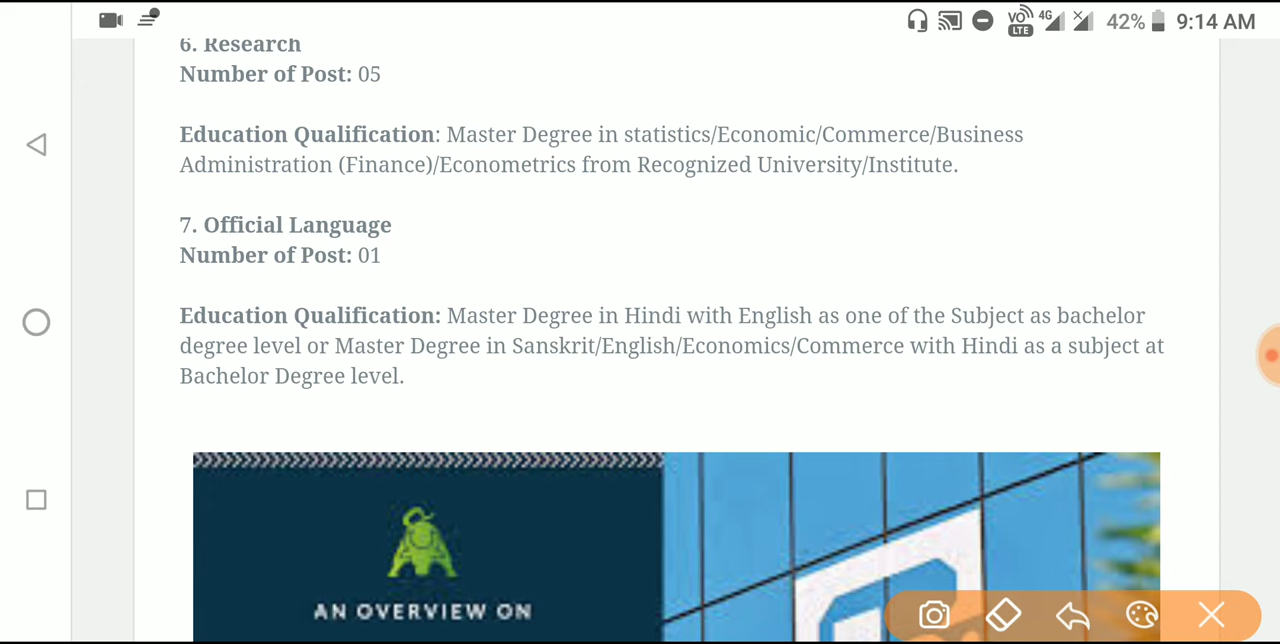 VO 4G 42% 9:14 AM
LTE
6. Research
Number of Post: 05
Education Qualification: Master Degree in statistics/Economic/Commerce/Business
Administration (Finance)/Econometrics from Recognized University/Institute.
7. Official Language
Number of Post: 01
Education Qualification: Master Degree in Hindi with English as one of the Subject as bachelor
degree level or Master Degree in Sanskrit/English/Economics/Commerce with Hindi as a subject at
Bachelor Degree level.
AN OVERVIEW ON